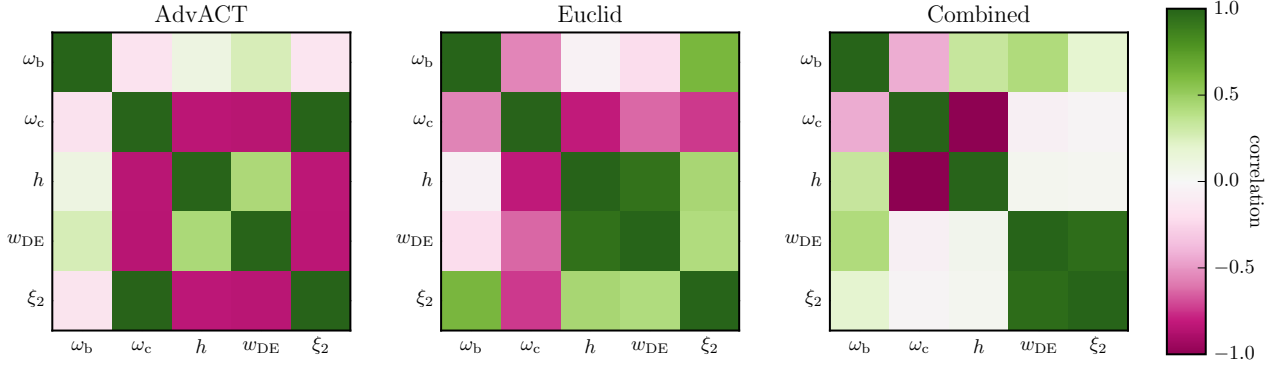 AdvACT
Euclid
Combined
ω_b
ω_c
h
w_DE
ξ_2
ω_b ω_c h w_DE ξ_2
ω_b
ω_c
h
w_DE
ξ_2
ω_b ω_c h w_DE ξ_2
ω_b
ω_c
h
w_DE
ξ_2
ω_b ω_c h w_DE ξ_2
1.0
0.5
0.0
−0.5
−1.0
correlation